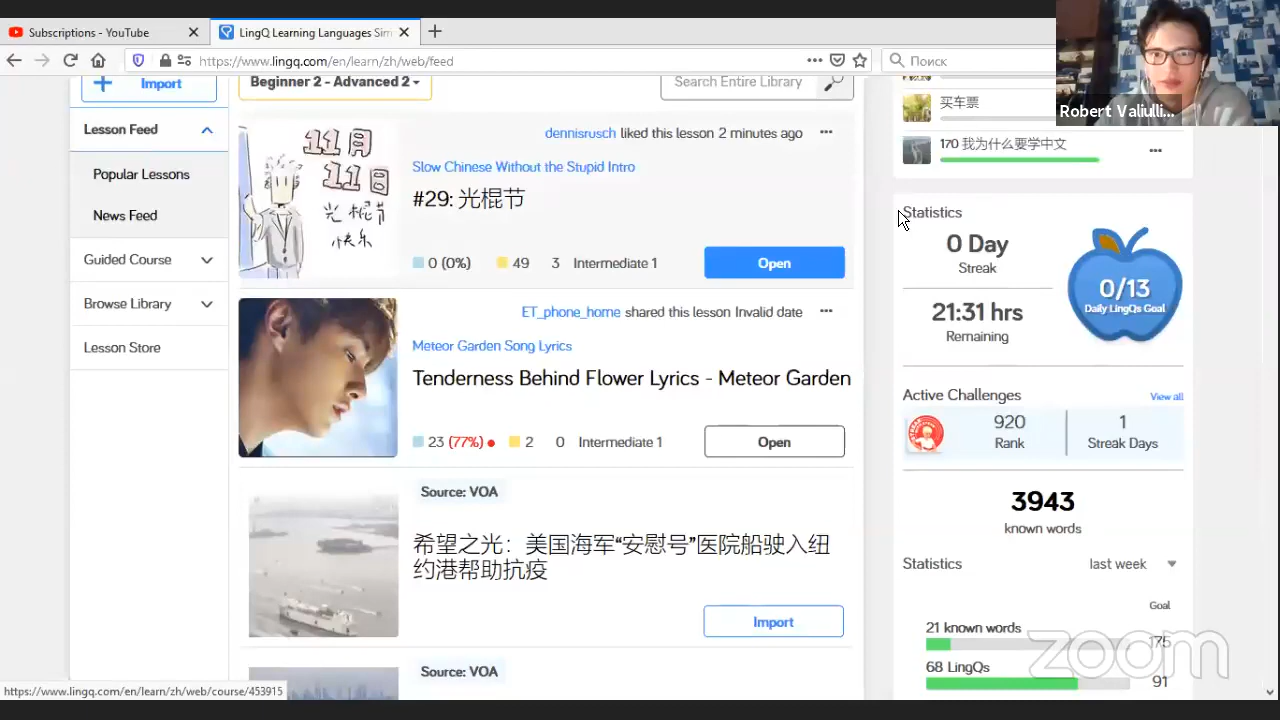 Subscriptions - YouTube
LingQ Learning Languages Sim
https://www.lingq.com/en/learn/zh/web/feed
Поиск
Robert Valiulli...
Import
Lesson Feed
Popular Lessons
News Feed
Guided Course
Browse Library
Lesson Store
Beginner 2 - Advanced 2
Search Entire Library
11月
11日
光棍节
快乐
dennisrusch liked this lesson 2 minutes ago
Slow Chinese Without the Stupid Intro
#29: 光棍节
0 (0%) 49 3 Intermediate 1
Open
ET_phone_home shared this lesson Invalid date
Meteor Garden Song Lyrics
Tenderness Behind Flower Lyrics - Meteor Garden
23 (77%) 2 0 Intermediate 1
Open
Source: VOA
希望之光：美国海军“安慰号”医院船驶入纽
约港帮助抗疫
Import
Source: VOA
买车票
170 我为什么要学中文
Statistics
0 Day
Streak
21:31 hrs
Remaining
0/13
Daily LingQs Goal
Active Challenges
View all
920
Rank
1
Streak Days
3943
known words
Statistics
last week
Goal
21 known words
175
68 LingQs
91
zoom
https://www.lingq.com/en/learn/zh/web/course/453915